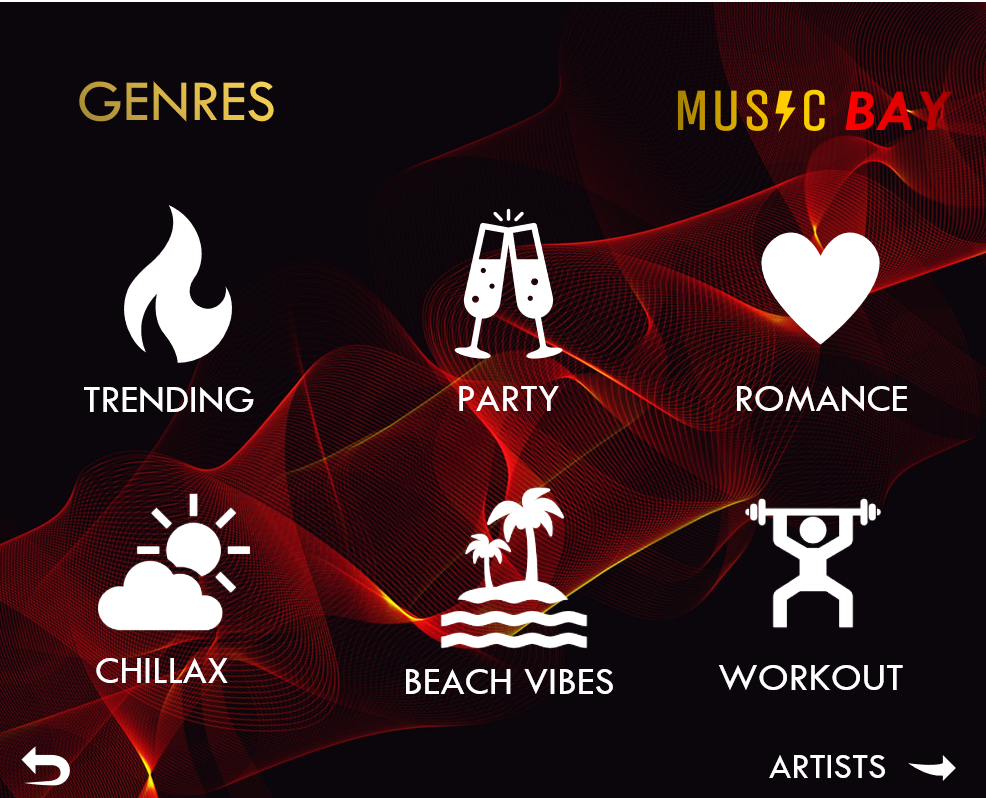 GENRES
MUSIC BAY
TRENDING
PARTY
ROMANCE
CHILLAX
BEACH VIBES
WORKOUT
ARTISTS